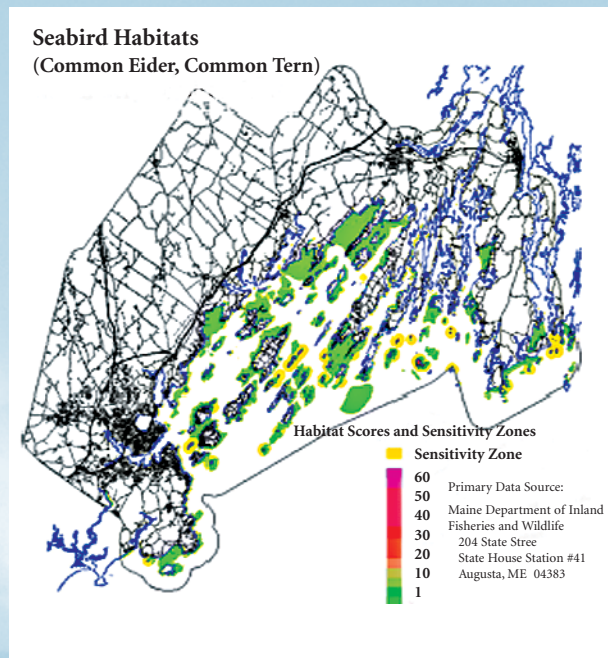 Seabird Habitats
(Common Eider, Common Tern)
Habitat Scores and Sensitivity Zones
Sensitivity Zone
60
50
40
30
20
10
1
Primary Data Source:
Maine Department of Inland
Fisheries and Wildlife
204 State Stree
State House Station #41
Augusta, ME 04383